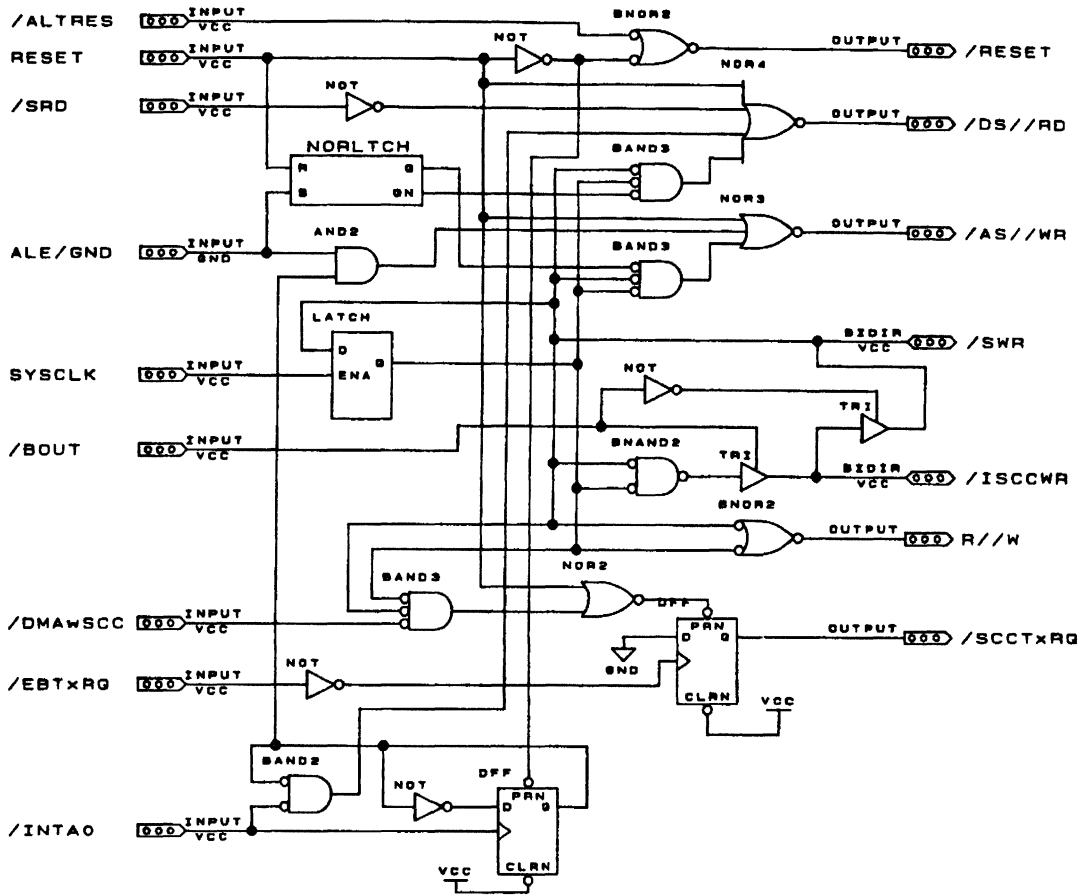 /ALTRES INPUT VCC
BNOR2
RESET INPUT VCC
NOT
OUTPUT /RESET
NOR4
/SRD INPUT VCC
NOT
OUTPUT /DS//RD
NORLTCH
R Q
S QN
BAND3
NOR3
ALE/GND INPUT GND
AND2
OUTPUT /AS//WR
BAND3
LATCH
D Q
ENA
BIDIR VCC /SWR
SYSCLK INPUT VCC
NOT
TRI
/BOUT INPUT VCC
BNAND2
TRI
BIDIR VCC /ISCCWR
BNOR2
OUTPUT R//W
NOR2
BAND3
DFF
/DMAWSCC INPUT VCC
PRN
D Q
GND
CLRN
OUTPUT /SCCTxRQ
VCC
/EBTxRQ INPUT VCC
NOT
BAND2
NOT
DFF
PRN
D Q
CLRN
/INTA0 INPUT VCC
VCC